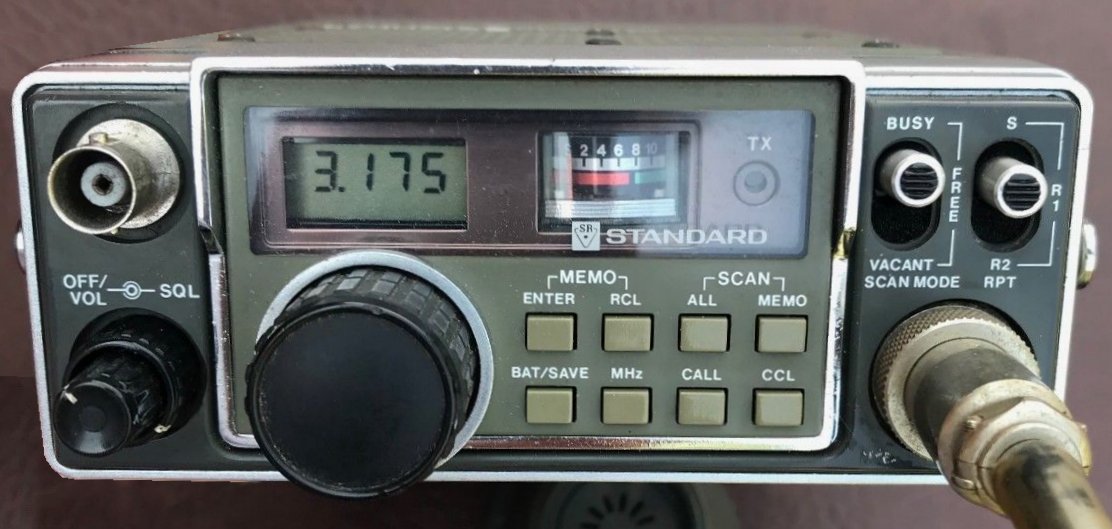 3.175
2 4 6 8 10
TX
SR STANDARD
OFF/
VOL SQL
MEMO
ENTER RCL
SCAN
ALL MEMO
BAT/SAVE MHz CALL CCL
BUSY
FREE
VACANT
SCAN MODE
S
R1
R2
RPT